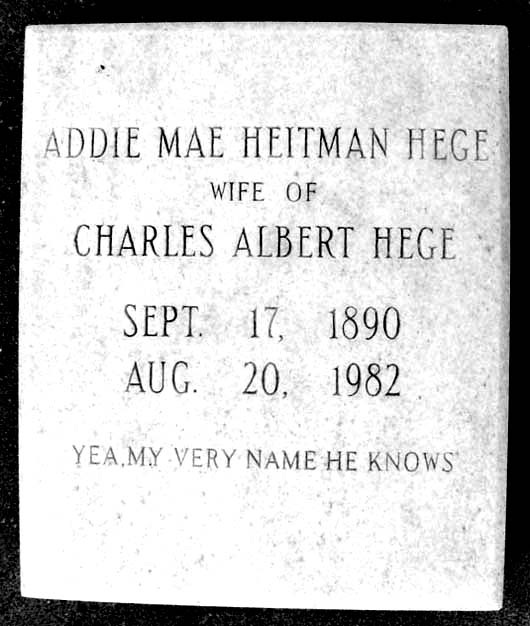 ADDIE MAE HEITMAN HEGE
WIFE OF
CHARLES ALBERT HEGE
SEPT. 17, 1890
AUG. 20, 1982
YEA, MY VERY NAME HE KNOWS